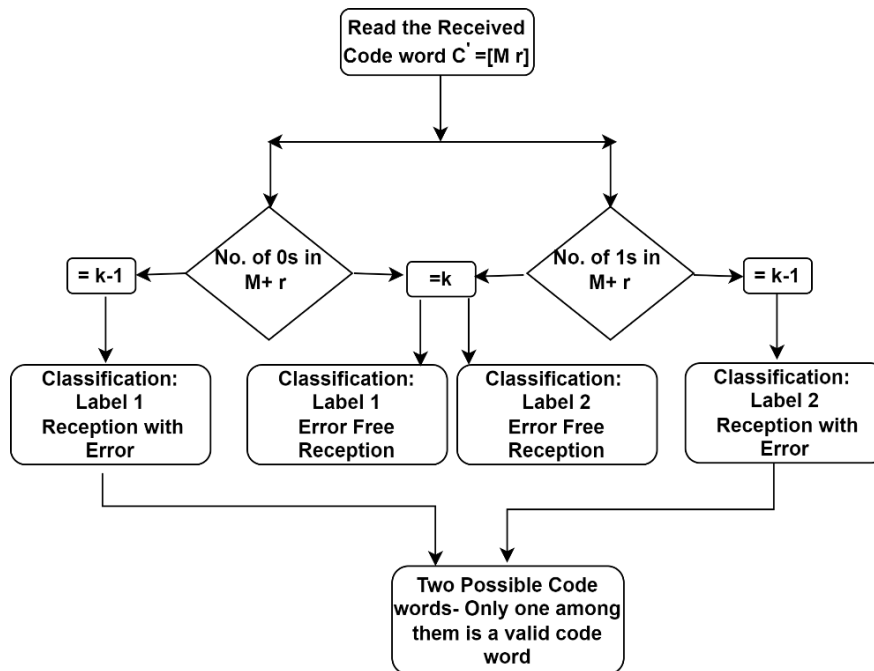 Read the Received
Code word C' =[M r]
No. of 0s in
M+ r
No. of 1s in
M+ r
= k-1
=k
= k-1
Classification:
Label 1
Reception with
Error
Classification:
Label 1
Error Free
Reception
Classification:
Label 2
Error Free
Reception
Classification:
Label 2
Reception with
Error
Two Possible Code
words- Only one among
them is a valid code
word